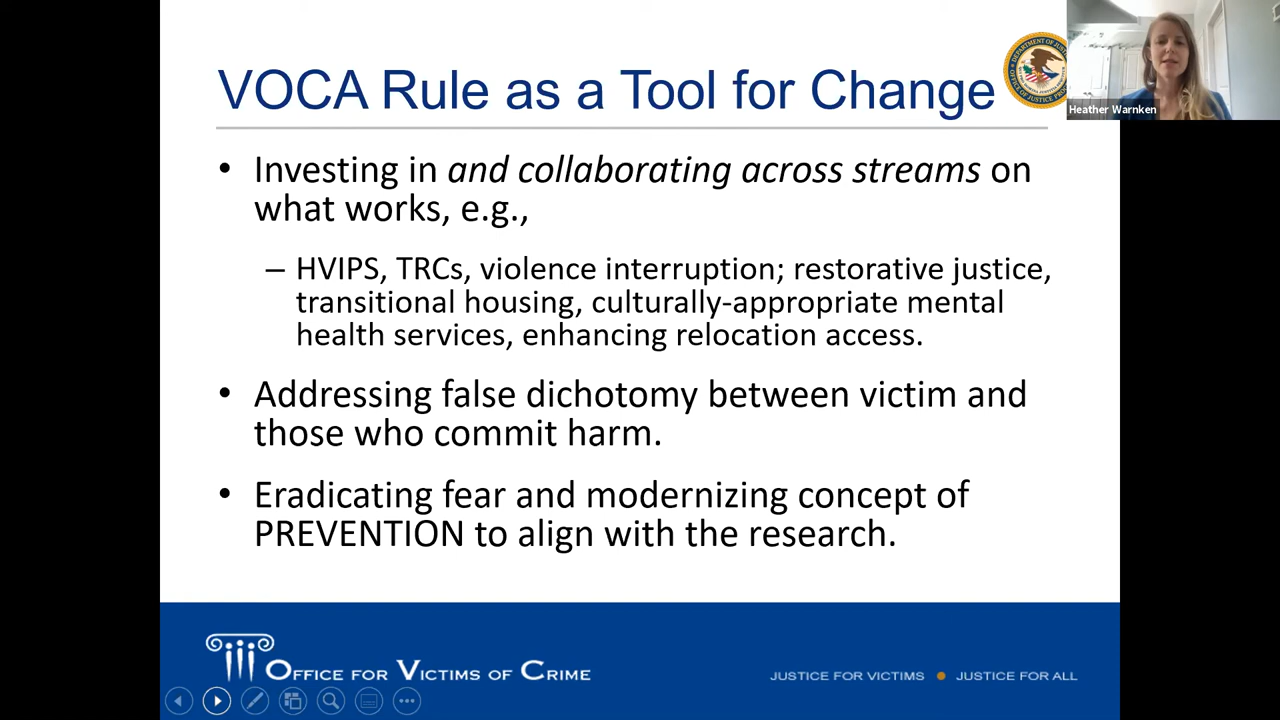 VOCA Rule as a Tool for Change
Heather Warnken
• Investing in and collaborating across streams on
what works, e.g.,
– HVIPS, TRCs, violence interruption; restorative justice,
transitional housing, culturally-appropriate mental
health services, enhancing relocation access.
• Addressing false dichotomy between victim and
those who commit harm.
• Eradicating fear and modernizing concept of
PREVENTION to align with the research.
OFFICE FOR VICTIMS OF CRIME
JUSTICE FOR VICTIMS • JUSTICE FOR ALL